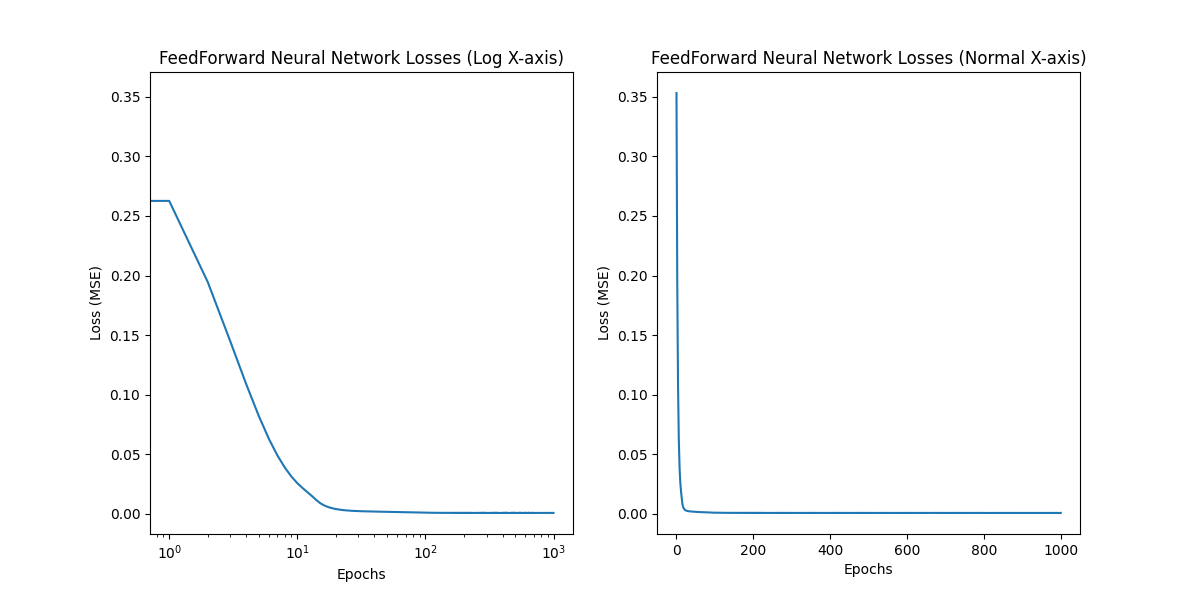 FeedForward Neural Network Losses (Log X-axis)
Loss (MSE)
0.35
0.30
0.25
0.20
0.15
0.10
0.05
0.00
10⁰ 10¹ 10² 10³
Epochs
FeedForward Neural Network Losses (Normal X-axis)
Loss (MSE)
0.35
0.30
0.25
0.20
0.15
0.10
0.05
0.00
0 200 400 600 800 1000
Epochs